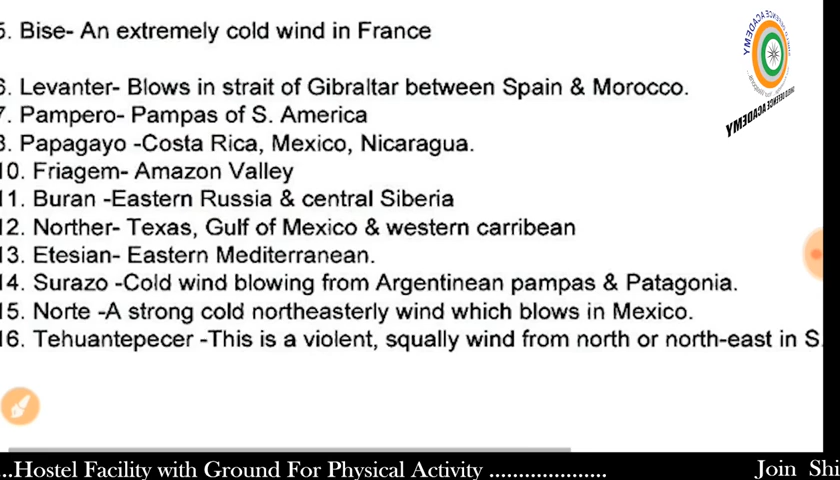 5. Bise- An extremely cold wind in France
6. Levanter- Blows in strait of Gibraltar between Spain & Morocco.
7. Pampero- Pampas of S. America
8. Papagayo -Costa Rica, Mexico, Nicaragua.
10. Friagem- Amazon Valley
11. Buran -Eastern Russia & central Siberia
12. Norther- Texas, Gulf of Mexico & western carribean
13. Etesian- Eastern Mediterranean.
14. Surazo -Cold wind blowing from Argentinean pampas & Patagonia.
15. Norte -A strong cold northeasterly wind which blows in Mexico.
16. Tehuantepecer -This is a violent, squally wind from north or north-east in S.
...Hostel Facility with Ground For Physical Activity ................... Join Shi